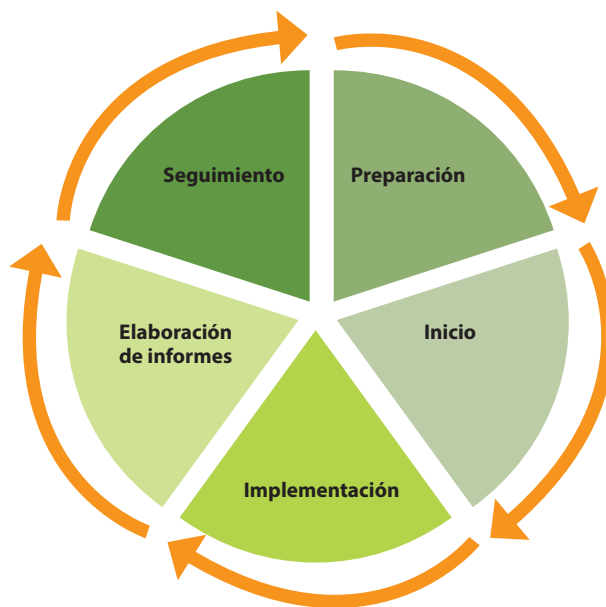 Seguimiento
Preparación
Elaboración
de informes
Inicio
Implementación